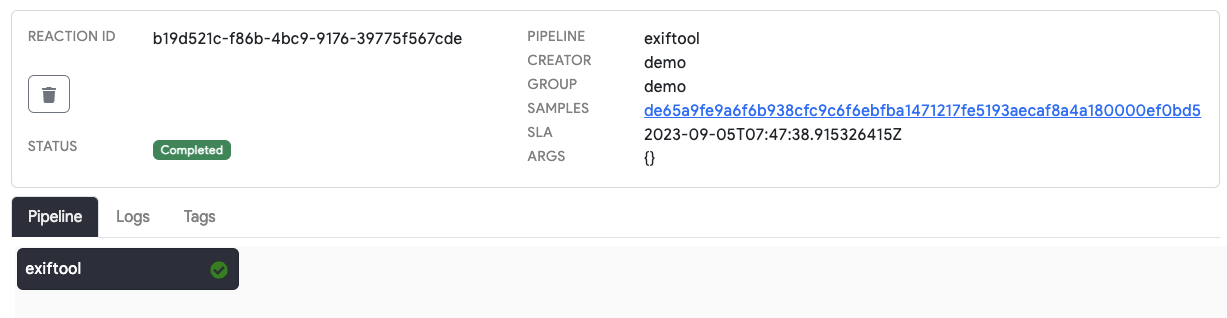 REACTION ID b19d521c-f86b-4bc9-9176-39775f567cde
STATUS Completed
PIPELINE exiftool
CREATOR demo
GROUP demo
SAMPLES de65a9fe9a6f6b938cfc9c6f6ebfba1471217fe5193aecaf8a4a180000ef0bd5
SLA 2023-09-05T07:47:38.915326415Z
ARGS {}
Pipeline Logs Tags
exiftool